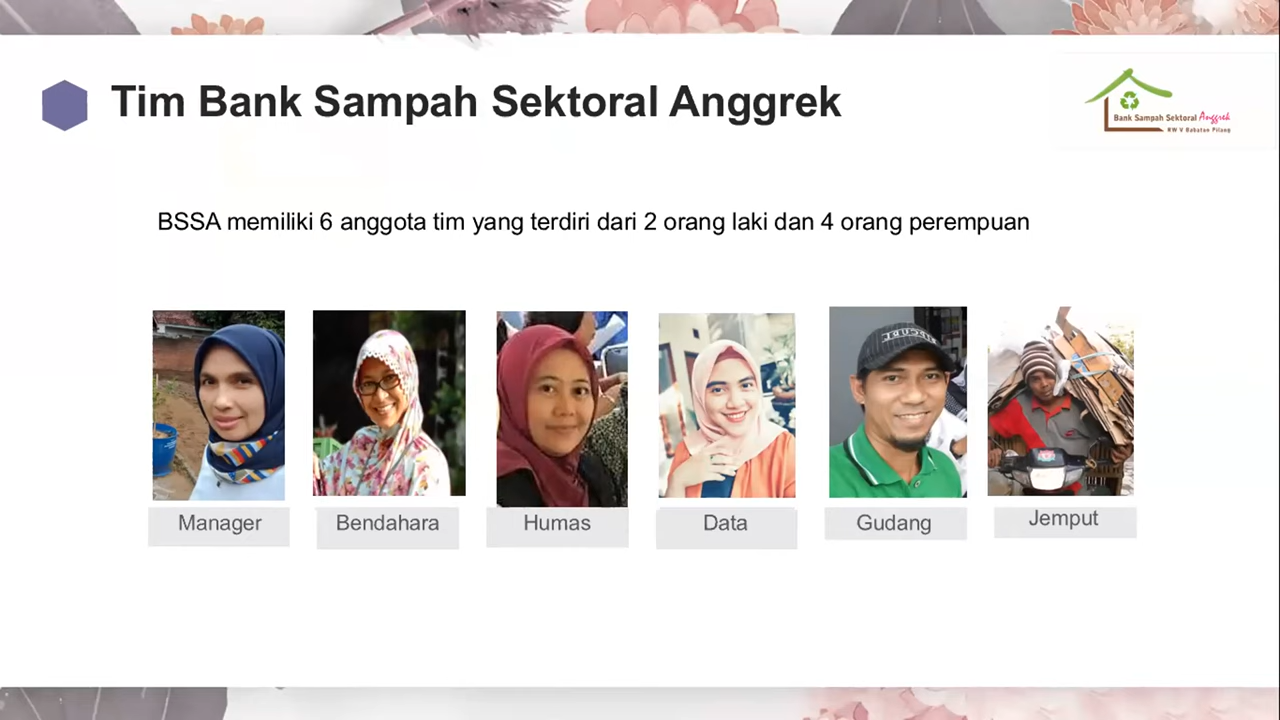 Tim Bank Sampah Sektoral Anggrek
Bank Sampah Sektoral Anggrek
RW V Babatan Pilang
BSSA memiliki 6 anggota tim yang terdiri dari 2 orang laki dan 4 orang perempuan
Manager
Bendahara
Humas
Data
Gudang
Jemput